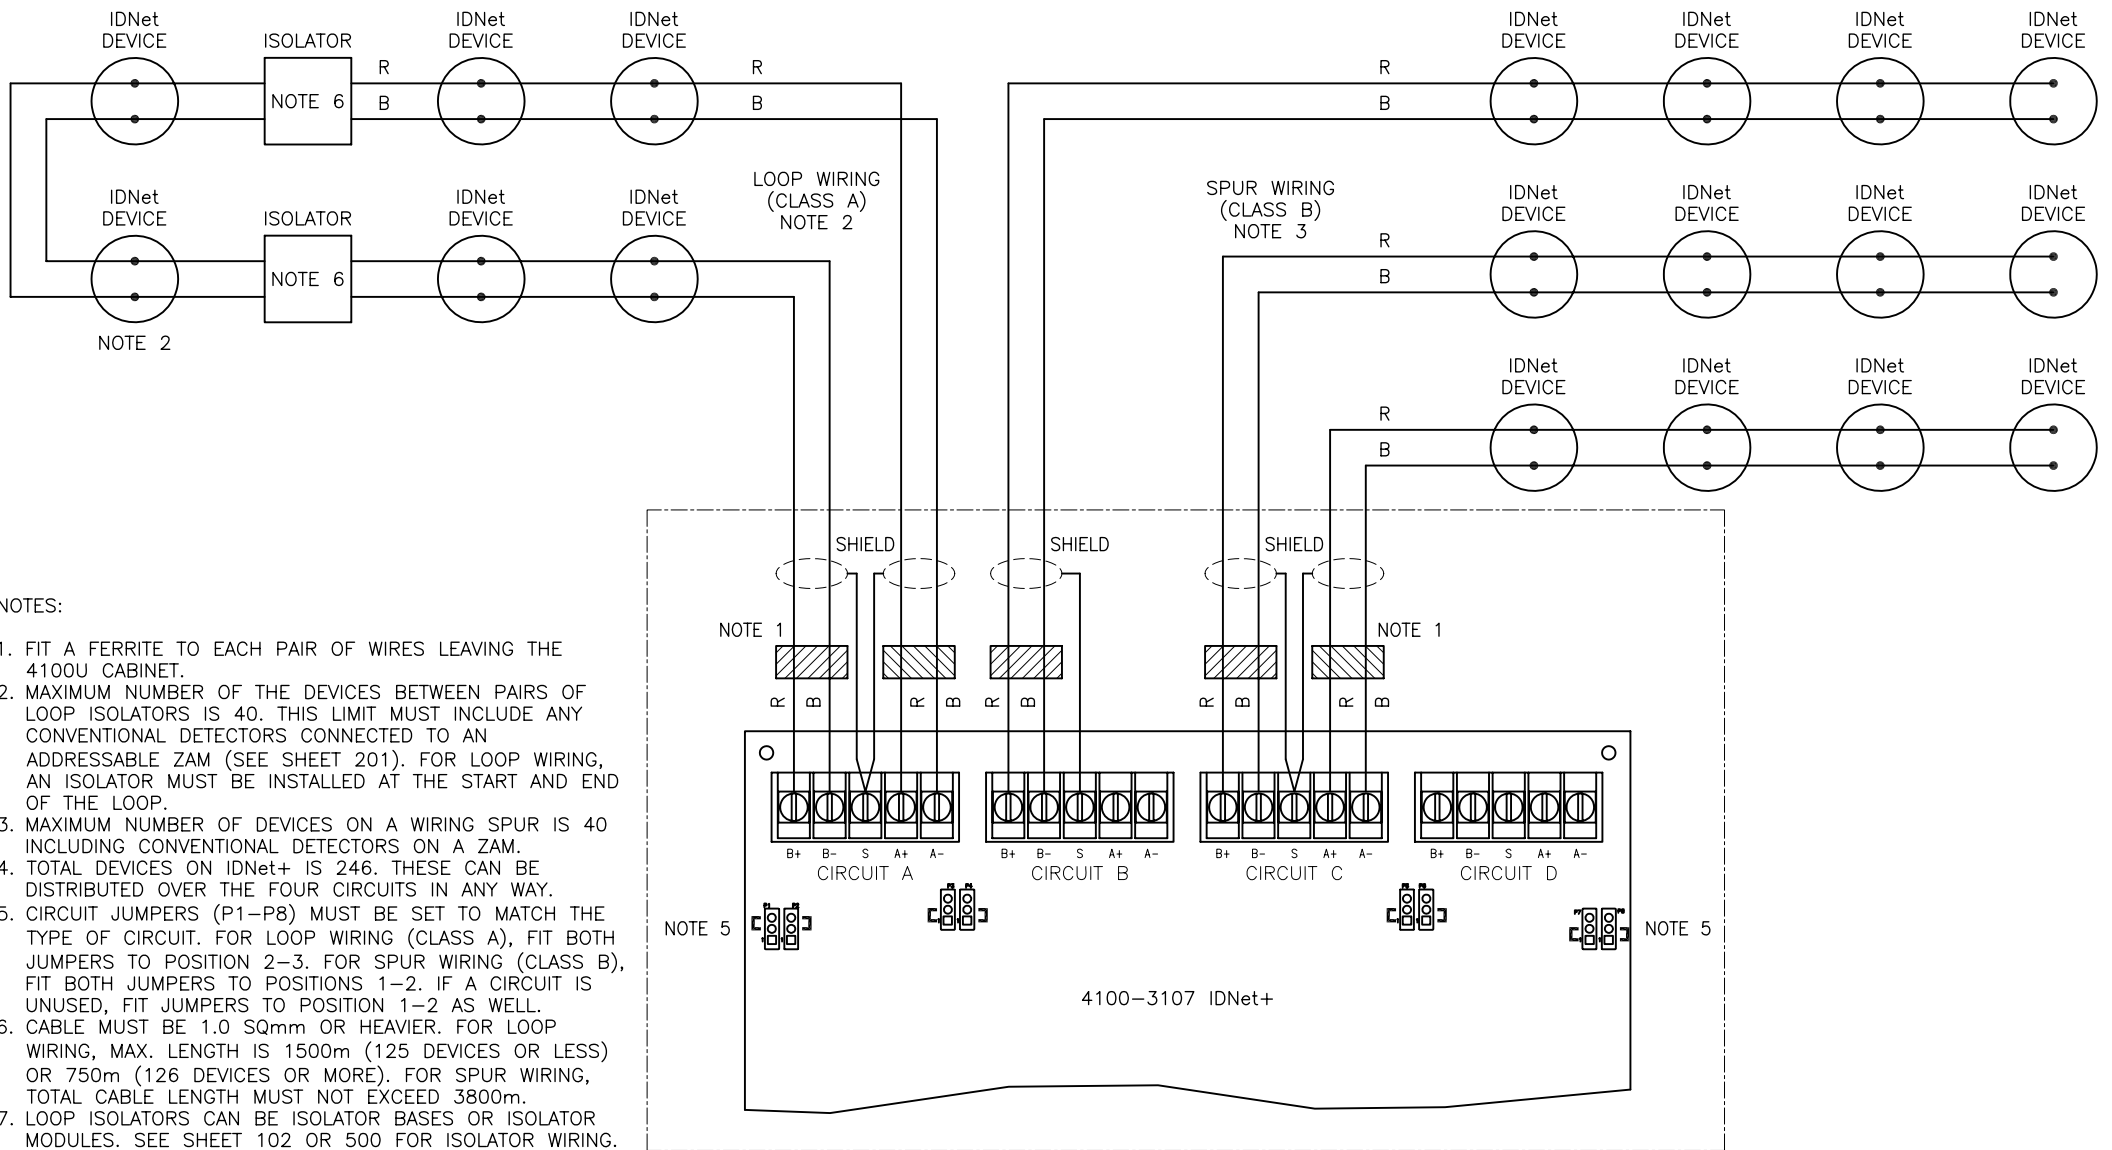 IDNet
DEVICE
ISOLATOR
IDNet
DEVICE
IDNet
DEVICE
NOTE 6
R
B
R
B
IDNet
DEVICE
ISOLATOR
IDNet
DEVICE
IDNet
DEVICE
NOTE 6
NOTE 2
LOOP WIRING
(CLASS A)
NOTE 2
IDNet
DEVICE
IDNet
DEVICE
IDNet
DEVICE
IDNet
DEVICE
R
B
SPUR WIRING
(CLASS B)
NOTE 3
IDNet
DEVICE
IDNet
DEVICE
IDNet
DEVICE
IDNet
DEVICE
R
B
IDNet
DEVICE
IDNet
DEVICE
IDNet
DEVICE
IDNet
DEVICE
R
B
SHIELD
SHIELD
SHIELD
NOTE 1
NOTE 1
R B R B R B R B R B
B+ B- S A+ A-
CIRCUIT A
B+ B- S A+ A-
CIRCUIT B
B+ B- S A+ A-
CIRCUIT C
B+ B- S A+ A-
CIRCUIT D
NOTE 5
P1
P2
P3
P4
P7
NOTE 5
4100-3107 IDNet+
NOTES:
1. FIT A FERRITE TO EACH PAIR OF WIRES LEAVING THE
4100U CABINET.
2. MAXIMUM NUMBER OF THE DEVICES BETWEEN PAIRS OF
LOOP ISOLATORS IS 40. THIS LIMIT MUST INCLUDE ANY
CONVENTIONAL DETECTORS CONNECTED TO AN
ADDRESSABLE ZAM (SEE SHEET 201). FOR LOOP WIRING,
AN ISOLATOR MUST BE INSTALLED AT THE START AND END
OF THE LOOP.
3. MAXIMUM NUMBER OF DEVICES ON A WIRING SPUR IS 40
INCLUDING CONVENTIONAL DETECTORS ON A ZAM.
4. TOTAL DEVICES ON IDNet+ IS 246. THESE CAN BE
DISTRIBUTED OVER THE FOUR CIRCUITS IN ANY WAY.
5. CIRCUIT JUMPERS (P1-P8) MUST BE SET TO MATCH THE
TYPE OF CIRCUIT. FOR LOOP WIRING (CLASS A), FIT BOTH
JUMPERS TO POSITION 2-3. FOR SPUR WIRING (CLASS B),
FIT BOTH JUMPERS TO POSITIONS 1-2. IF A CIRCUIT IS
UNUSED, FIT JUMPERS TO POSITION 1-2 AS WELL.
6. CABLE MUST BE 1.0 SQmm OR HEAVIER. FOR LOOP
WIRING, MAX. LENGTH IS 1500m (125 DEVICES OR LESS)
OR 750m (126 DEVICES OR MORE). FOR SPUR WIRING,
TOTAL CABLE LENGTH MUST NOT EXCEED 3800m.
7. LOOP ISOLATORS CAN BE ISOLATOR BASES OR ISOLATOR
MODULES. SEE SHEET 102 OR 500 FOR ISOLATOR WIRING.